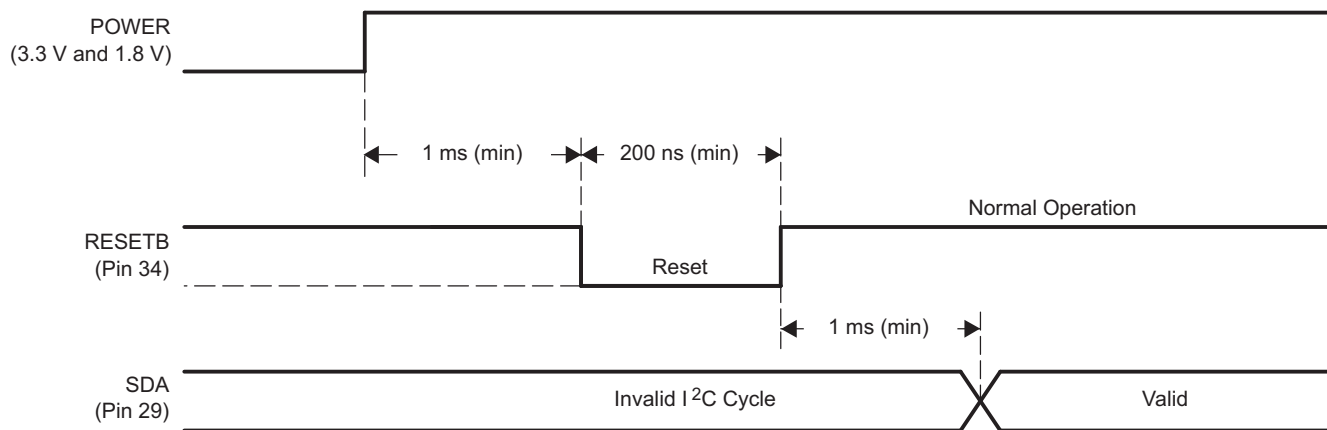 POWER
(3.3 V and 1.8 V)
1 ms (min)
200 ns (min)
Normal Operation
RESETB
(Pin 34)
Reset
1 ms (min)
SDA
(Pin 29)
Invalid I²C Cycle
Valid